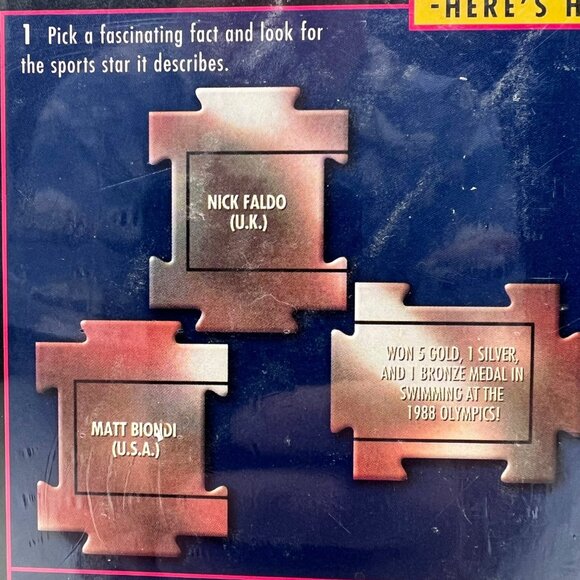 -HERE'S H
1 Pick a fascinating fact and look for
the sports star it describes.
NICK FALDO
(U.K.)
MATT BIONDI
(U.S.A.)
WON 5 GOLD, 1 SILVER,
AND 1 BRONZE MEDAL IN
SWIMMING AT THE
1988 OLYMPICS!